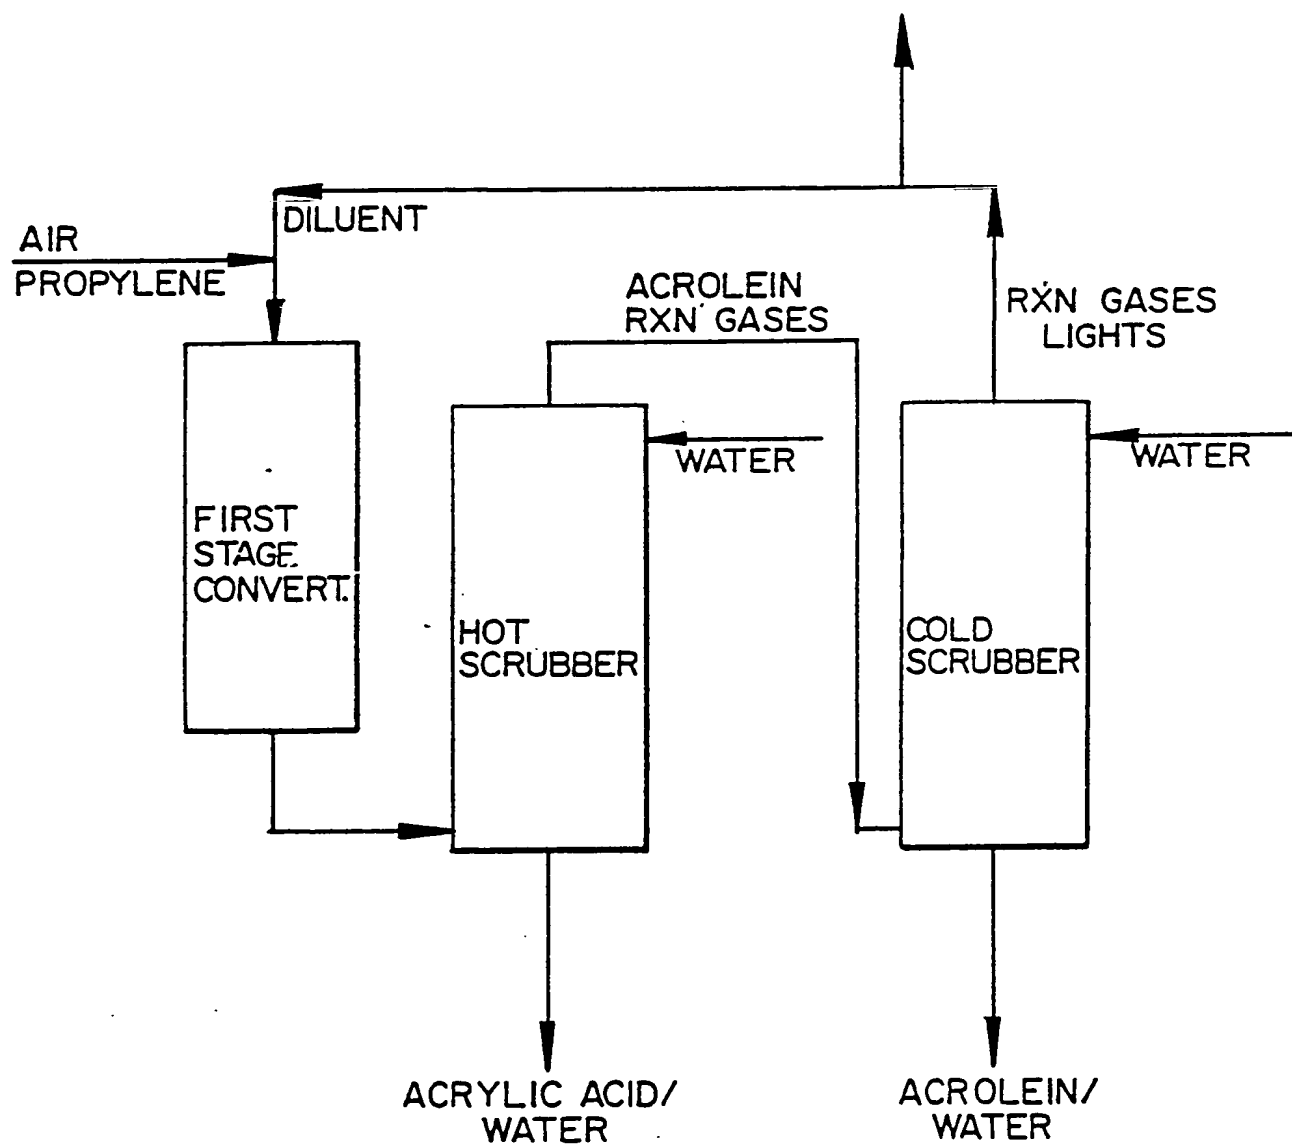 DILUENT
AIR
PROPYLENE
ACROLEIN
RXN GASES
RXN GASES
LIGHTS
WATER
WATER
FIRST
STAGE
CONVERT.
HOT
SCRUBBER
COLD
SCRUBBER
ACRYLIC ACID/
WATER
ACROLEIN/
WATER